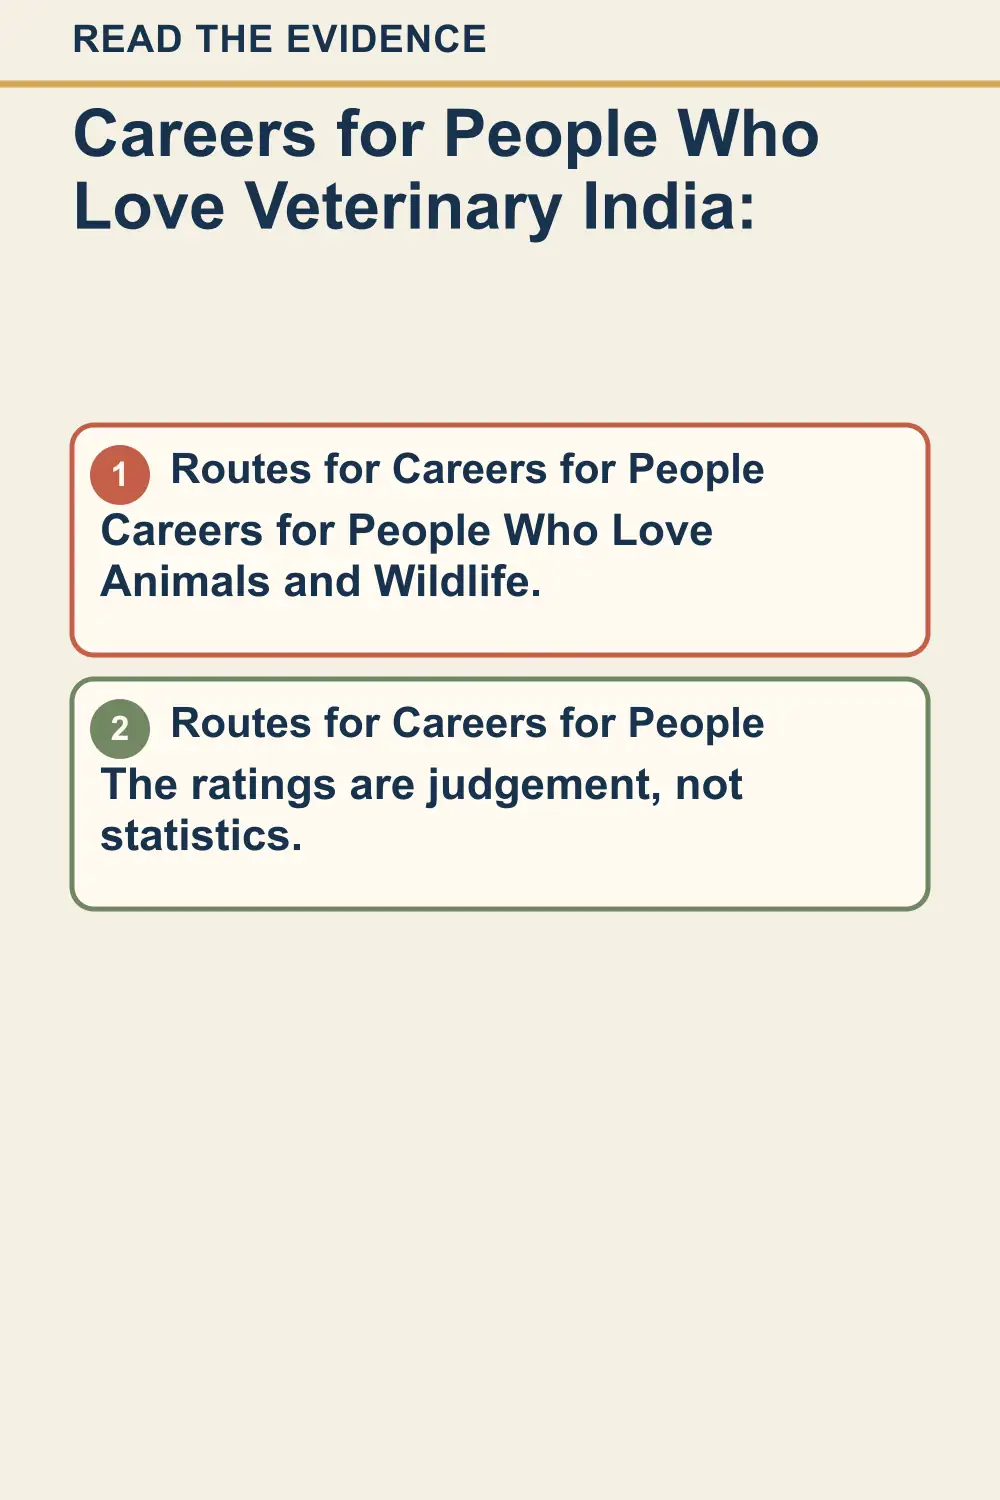 READ THE EVIDENCE
Careers for People Who
Love Veterinary India:
1 Routes for Careers for People
Careers for People Who Love
Animals and Wildlife.
2 Routes for Careers for People
The ratings are judgement, not
statistics.